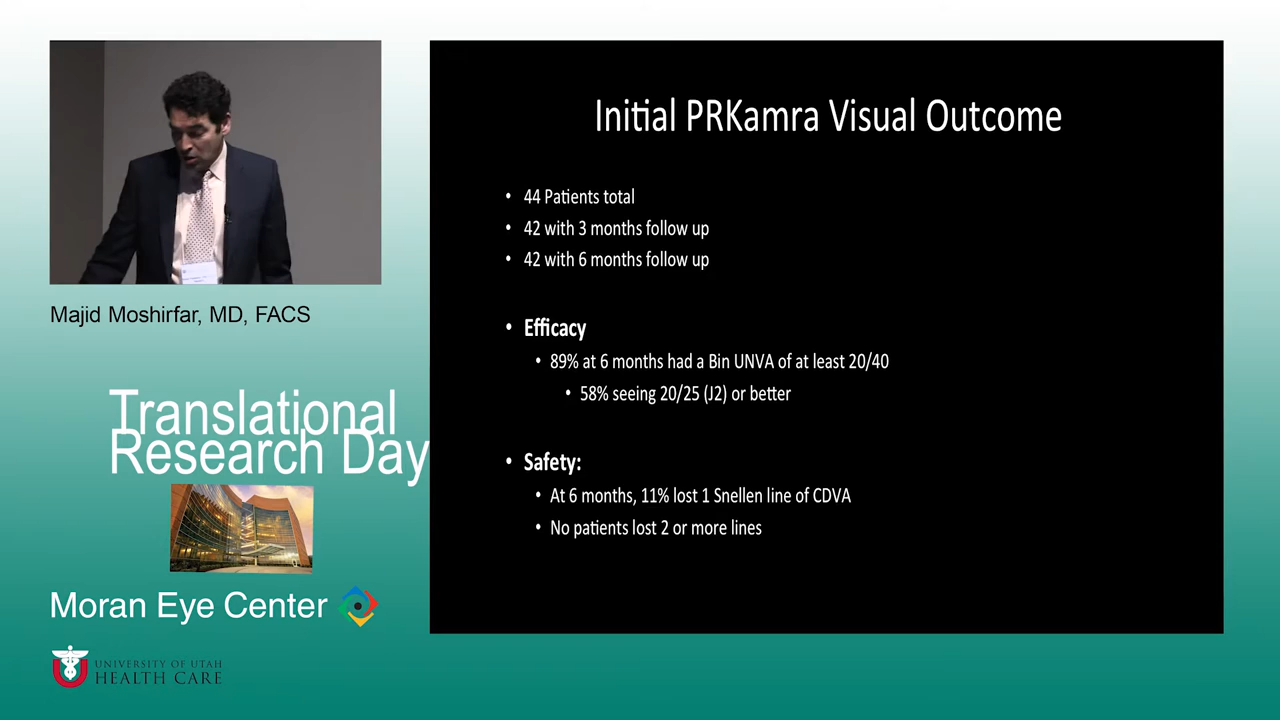 Initial PRKamra Visual Outcome
• 44 Patients total
• 42 with 3 months follow up
• 42 with 6 months follow up
• Efficacy
• 89% at 6 months had a Bin UNVA of at least 20/40
• 58% seeing 20/25 (J2) or better
• Safety:
• At 6 months, 11% lost 1 Snellen line of CDVA
• No patients lost 2 or more lines
Majid Moshirfar, MD, FACS
Translational
Research Day
Moran Eye Center
UNIVERSITY OF UTAH
HEALTH CARE